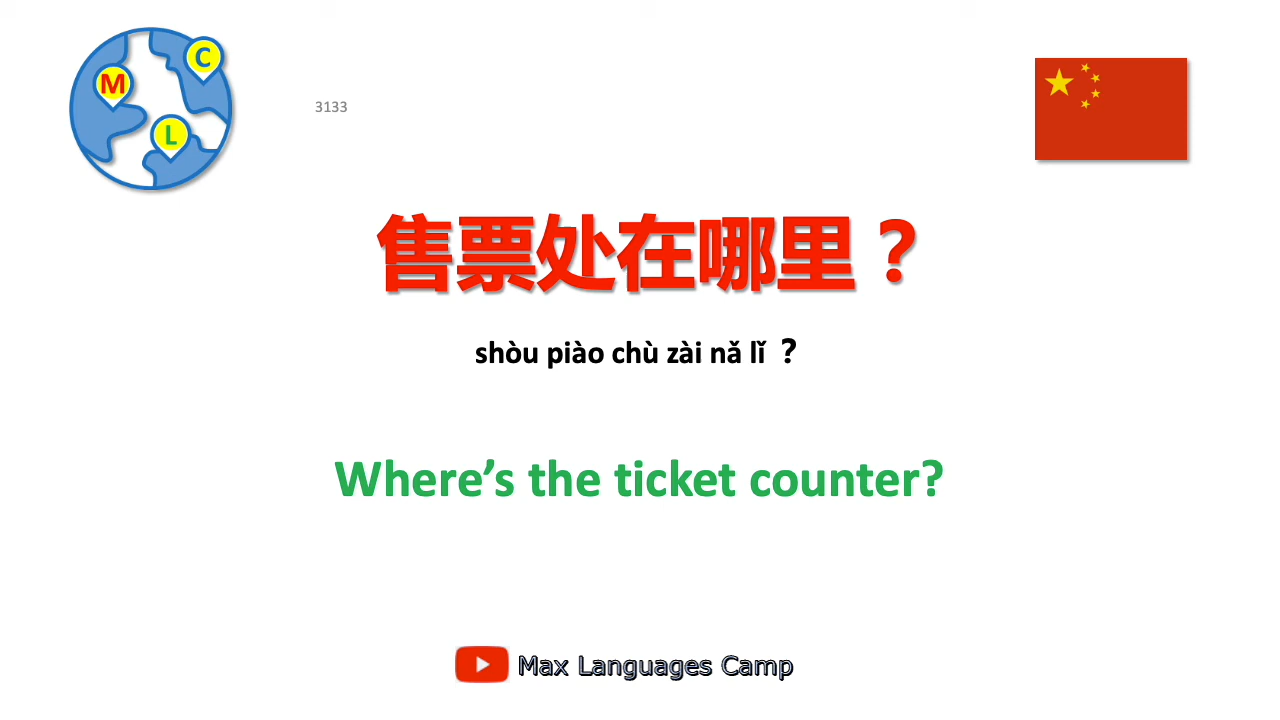 M
C
L
3133
售票处在哪里？
shòu piào chù zài nǎ lǐ ？
Where’s the ticket counter?
Max Languages Camp